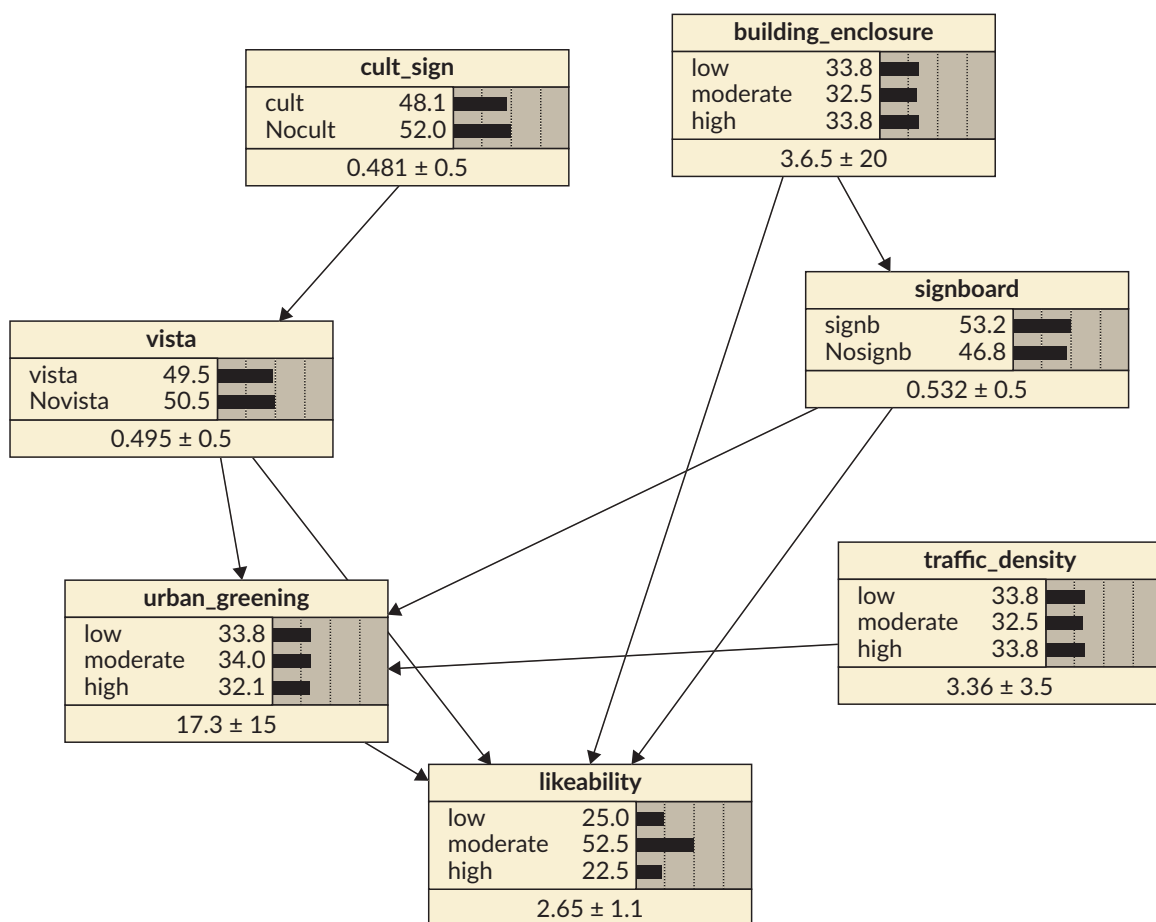 building_enclosure
low 33.8
moderate 32.5
high 33.8
3.6.5 ± 20
cult_sign
cult 48.1
Nocult 52.0
0.481 ± 0.5
signboard
signb 53.2
Nosignb 46.8
0.532 ± 0.5
vista
vista 49.5
Novista 50.5
0.495 ± 0.5
traffic_density
low 33.8
moderate 32.5
high 33.8
3.36 ± 3.5
urban_greening
low 33.8
moderate 34.0
high 32.1
17.3 ± 15
likeability
low 25.0
moderate 52.5
high 22.5
2.65 ± 1.1